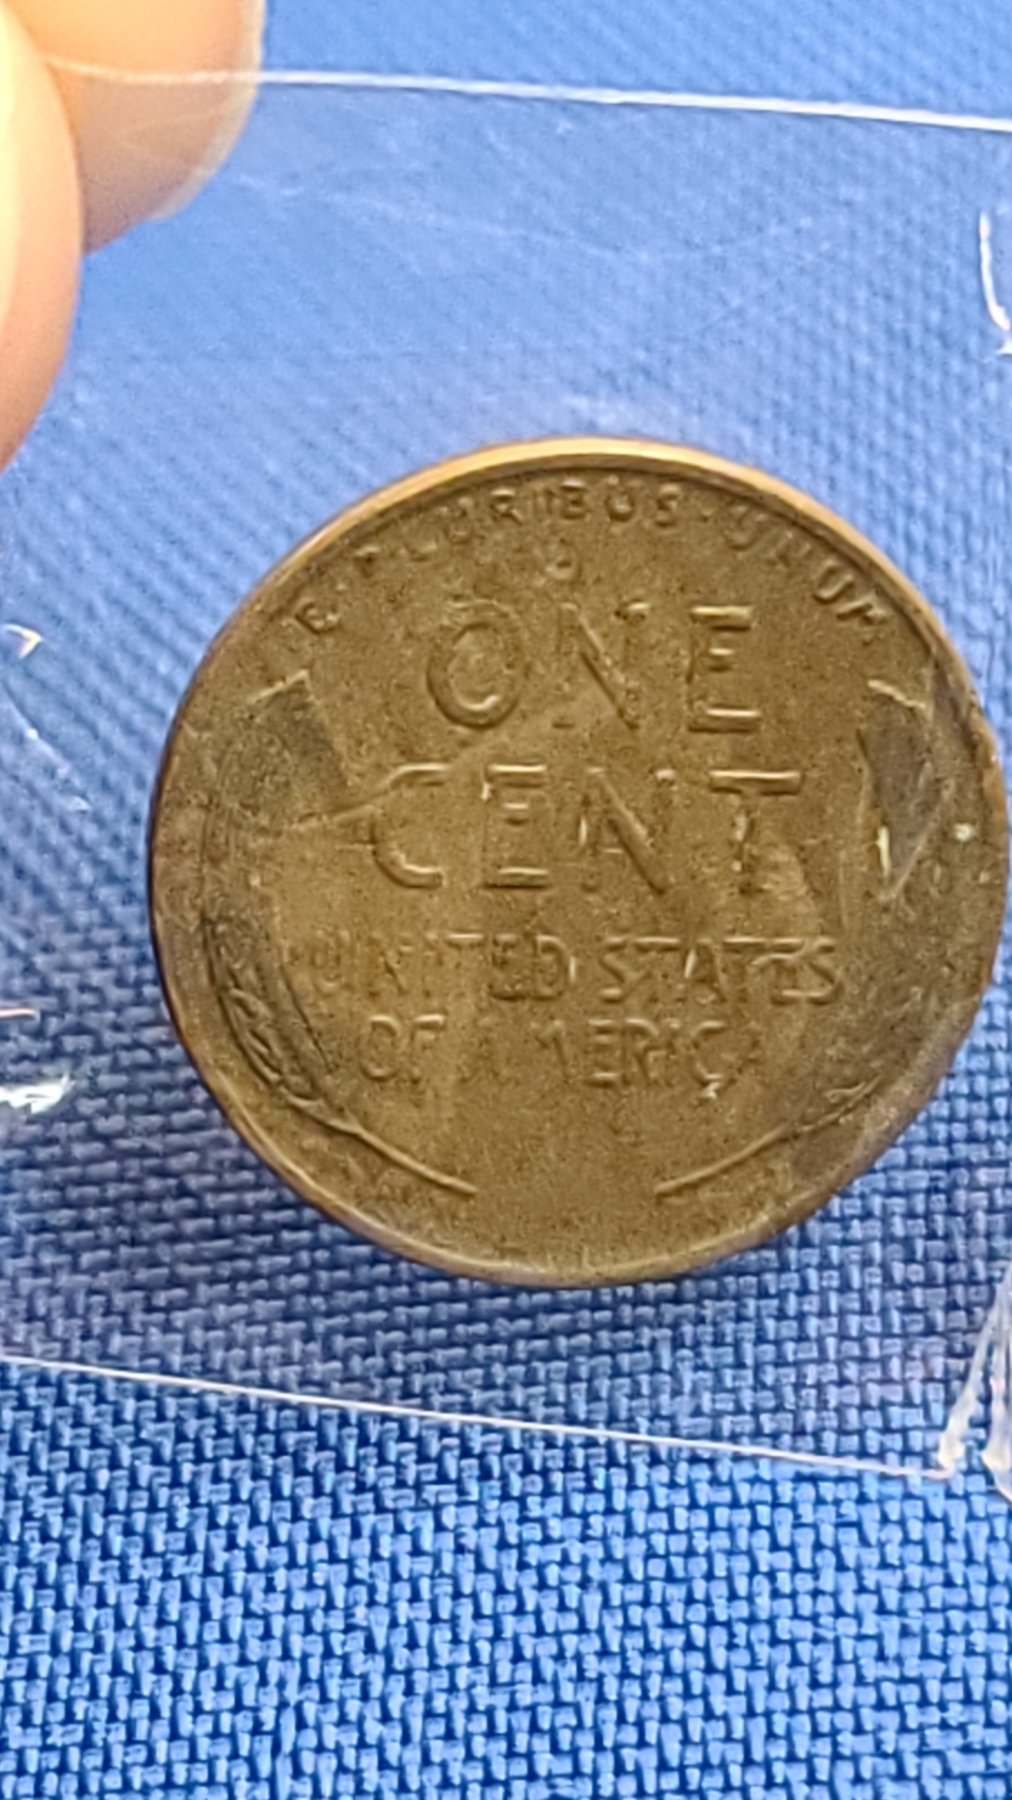 E·PLURIBUS·UNUM
ONE
CENT
UNITED STATES
OF AMERICA